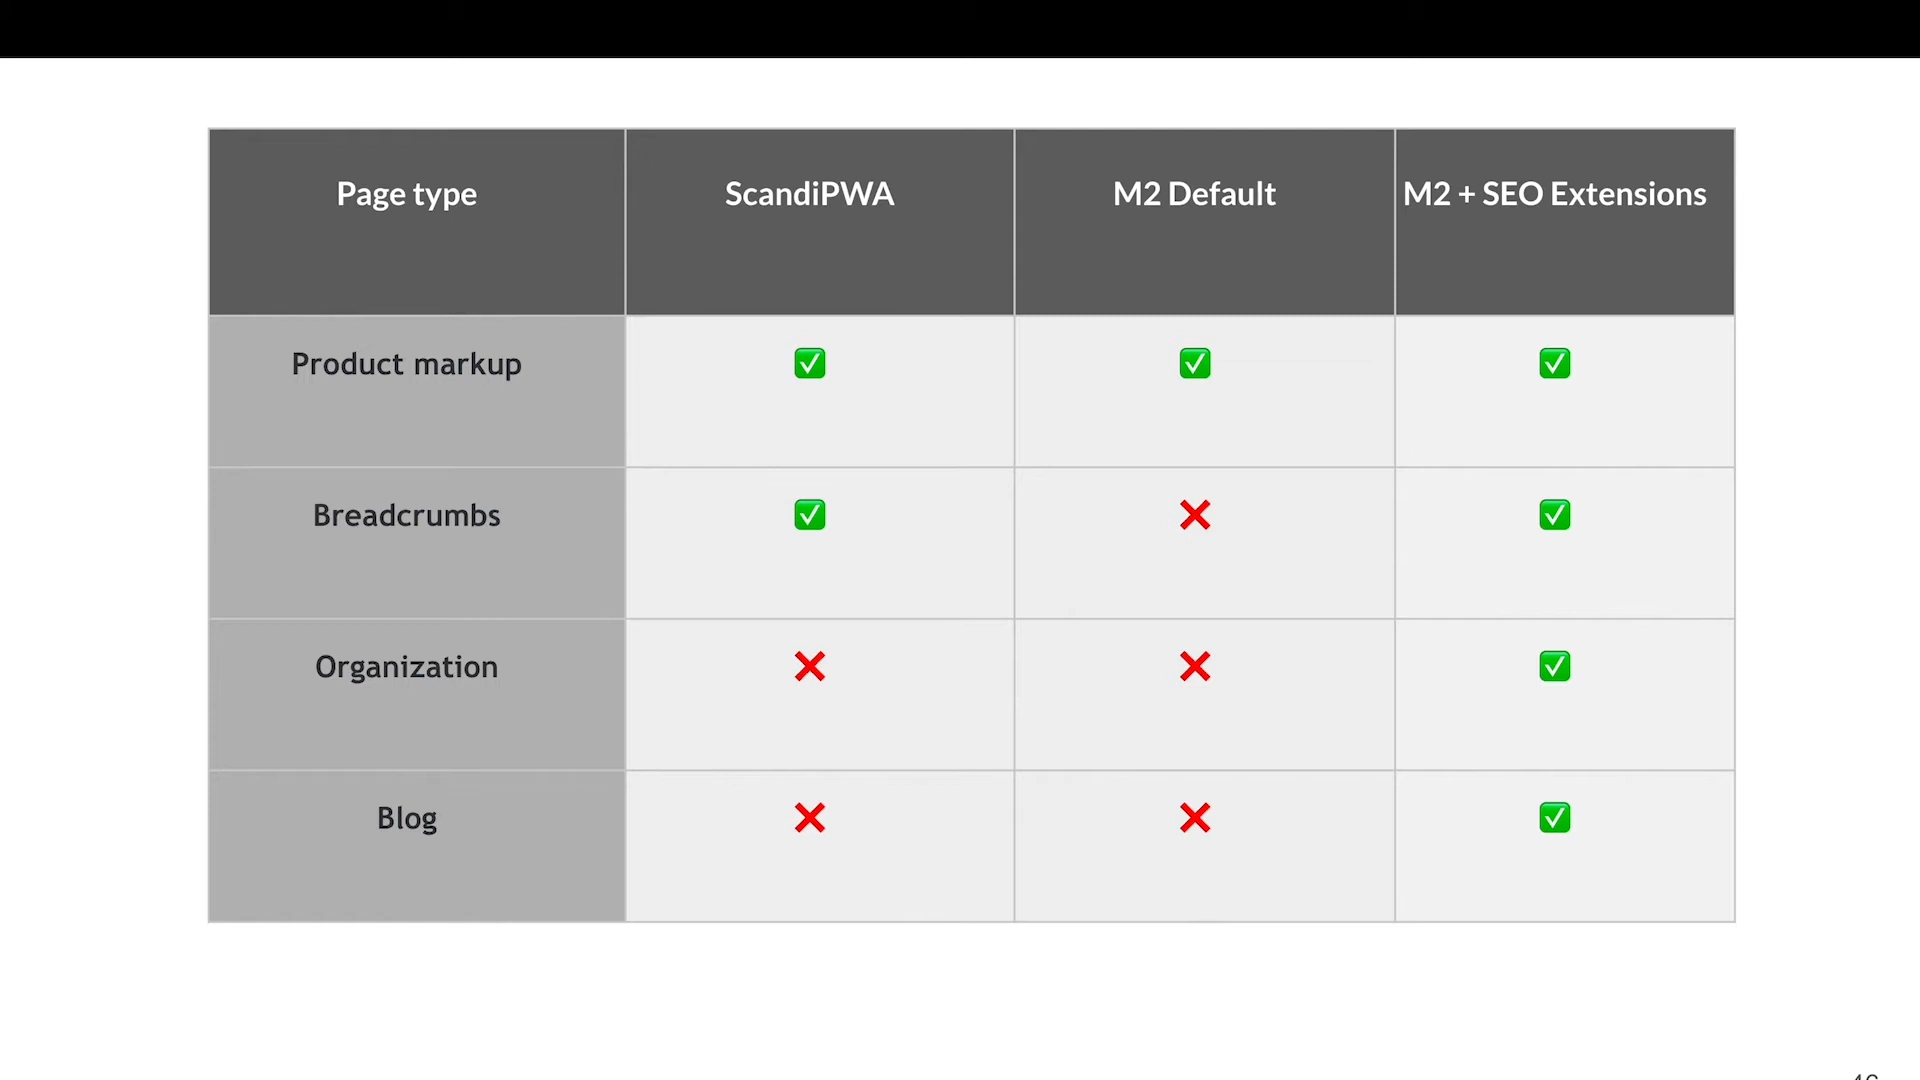 Page type
ScandiPWA
M2 Default
M2 + SEO Extensions
Product markup
✅
✅
✅
Breadcrumbs
✅
❌
✅
Organization
❌
❌
✅
Blog
❌
❌
✅